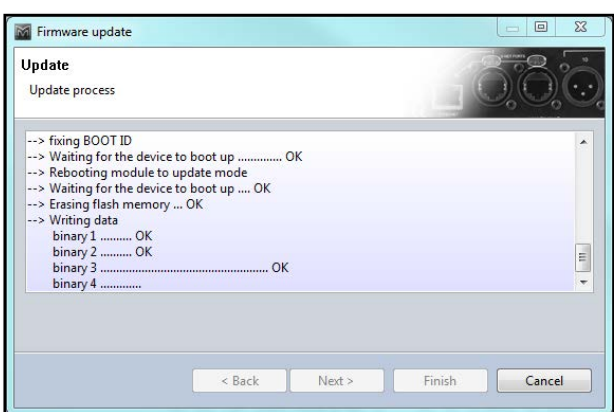 Firmware update
Update
Update process
--> fixing BOOT ID
--> Waiting for the device to boot up .............. OK
--> Rebooting module to update mode
--> Waiting for the device to boot up .... OK
--> Erasing flash memory ... OK
--> Writing data
binary 1 .......... OK
binary 2 .......... OK
binary 3 ..................................................... OK
binary 4 .............
< Back Next > Finish Cancel